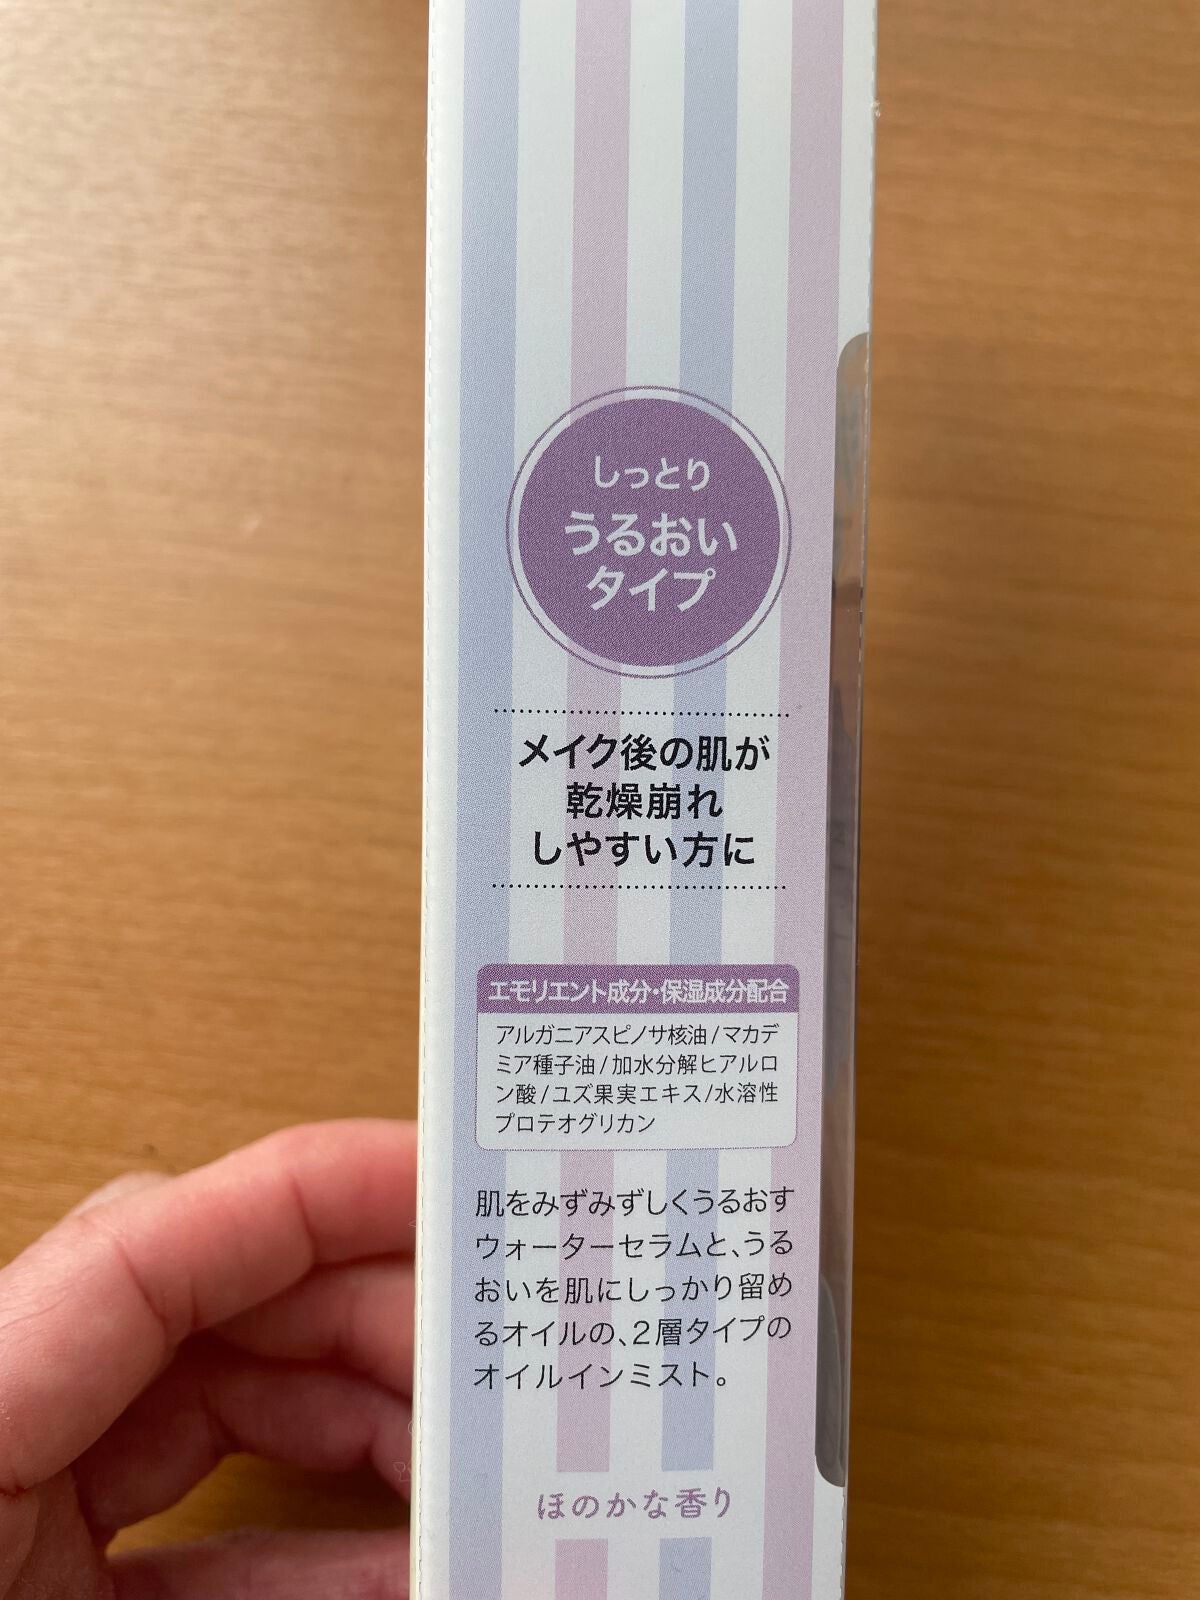 しっとり
うるおい
タイプ
メイク後の肌が
乾燥崩れ
しやすい方に
エモリエント成分・保湿成分配合
アルガニアスピノサ核油/マカデ
ミア種子油/加水分解ヒアルロ
ン酸/ユズ果実エキス/水溶性
プロテオグリカン
肌をみずみずしくうるおす
ウォーターセラムと、うる
おいを肌にしっかり留め
るオイルの、2層タイプの
オイルインミスト。
ほのかな香り